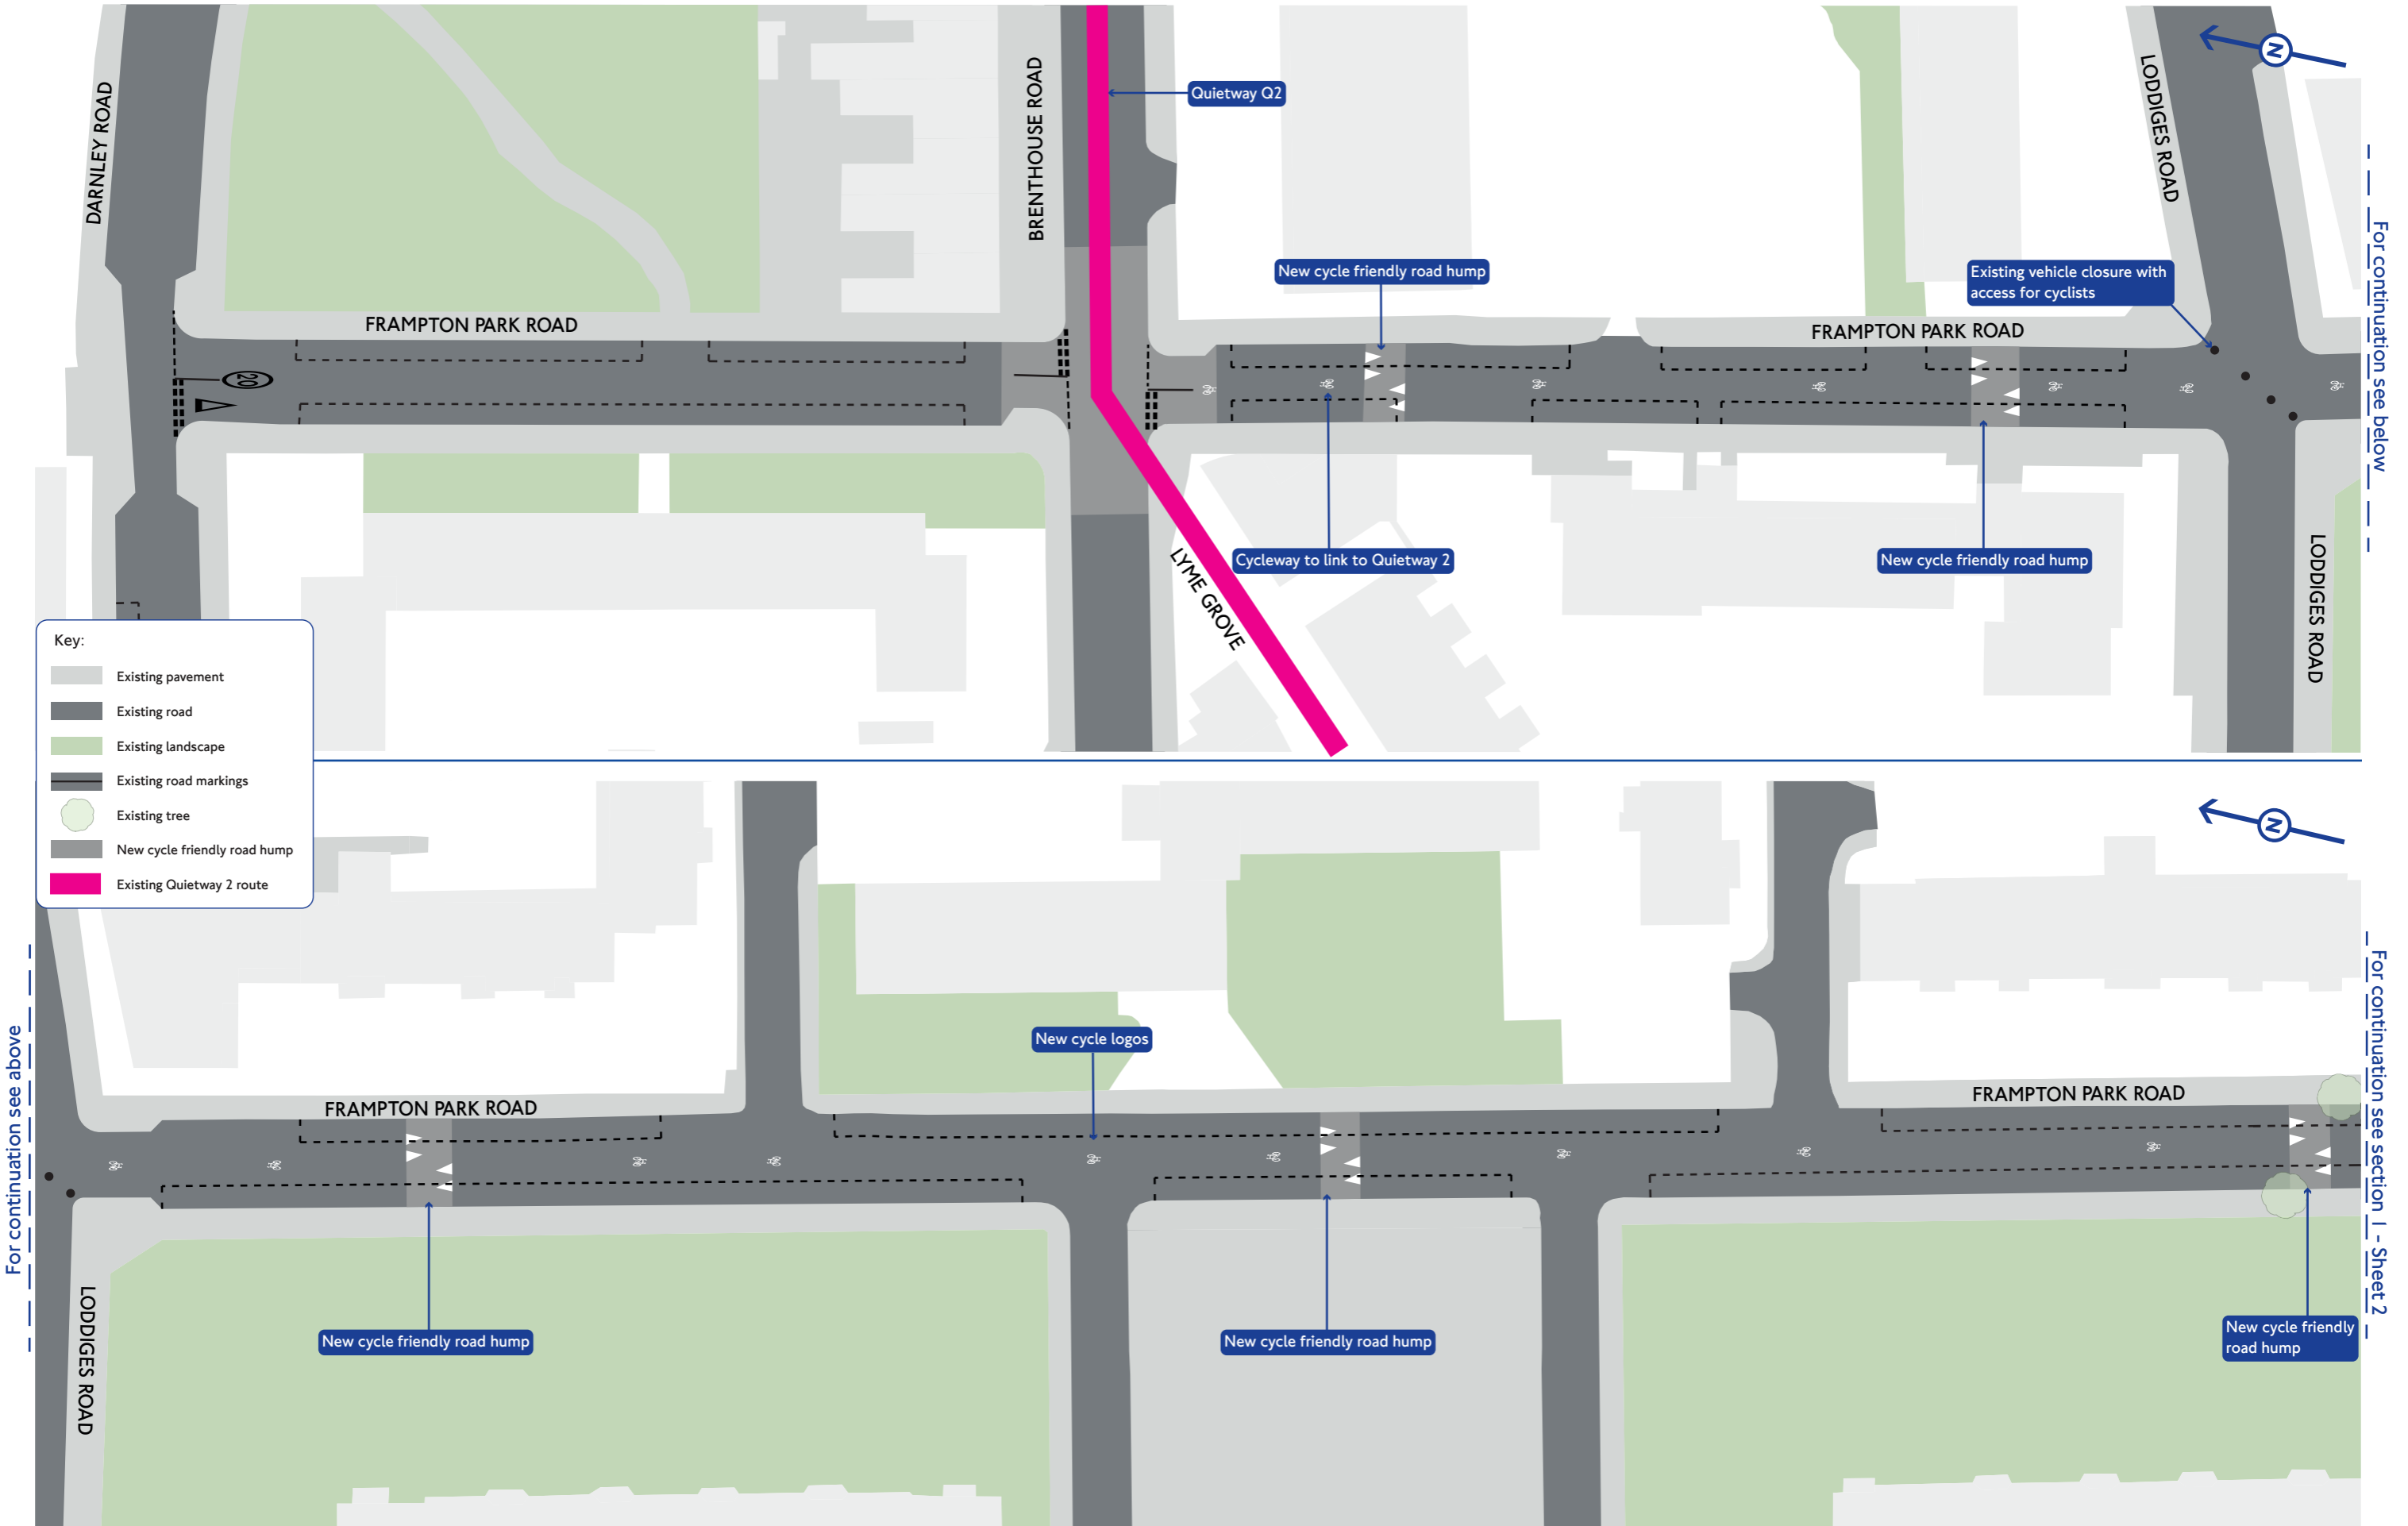 DARNLEY ROAD
BRENTHOUSE ROAD
Quietway Q2
LODDIGES ROAD
N
New cycle friendly road hump
Existing vehicle closure with
access for cyclists
For continuation see below
FRAMPTON PARK ROAD
FRAMPTON PARK ROAD
20
Cycleway to link to Quietway 2
New cycle friendly road hump
LYME GROVE
LODDIGES ROAD
Key:
Existing pavement
Existing road
Existing landscape
Existing road markings
Existing tree
New cycle friendly road hump
Existing Quietway 2 route
N
For continuation see above
New cycle logos
FRAMPTON PARK ROAD
FRAMPTON PARK ROAD
For continuation see section 1 - Sheet 2
LODDIGES ROAD
New cycle friendly road hump
New cycle friendly road hump
New cycle friendly
road hump